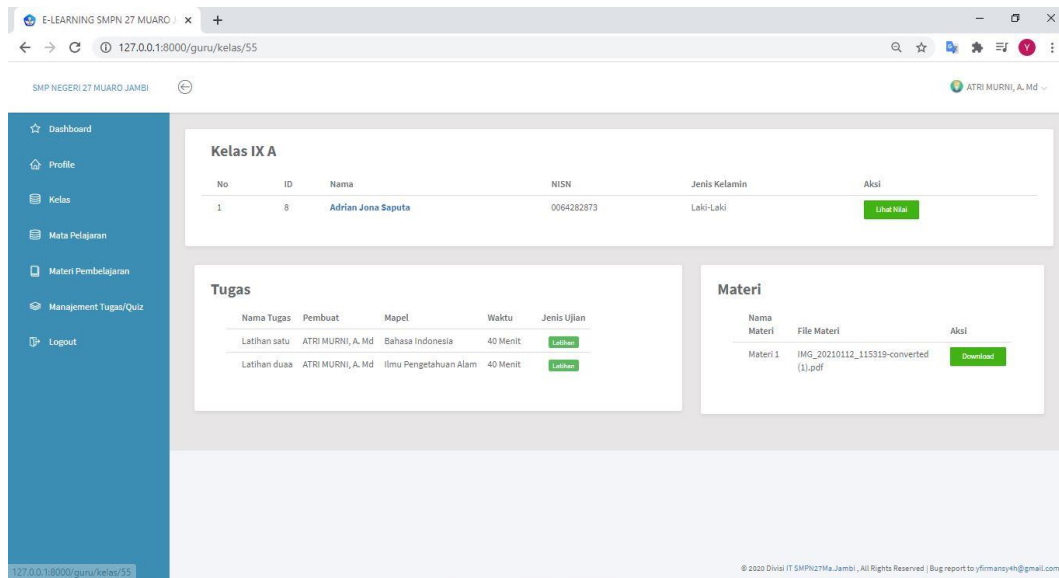 E-LEARNING SMPN 27 MUARO J
127.0.0.1:8000/guru/kelas/55
Y
SMP NEGERI 27 MUARO JAMBI
ATRI MURNI, A. Md
Dashboard
Profile
Kelas
Mata Pelajaran
Materi Pembelajaran
Manajement Tugas/Quiz
Logout
Kelas IX A
No ID Nama NISN Jenis Kelamin Aksi
1 8 Adrian Jona Saputa 0064282873 Laki-Laki Lihat Nilai
Tugas
Nama Tugas Pembuat Mapel Waktu Jenis Ujian
Latihan satu ATRI MURNI, A. Md Bahasa Indonesia 40 Menit Latihan
Latihan duaa ATRI MURNI, A. Md Ilmu Pengetahuan Alam 40 Menit Latihan
Materi
Nama
Materi File Materi Aksi
Materi 1 IMG_20210112_115319-converted Download
(1).pdf
127.0.0.1:8000/guru/kelas/55
© 2020 Divisi IT SMPN27Ma.Jambi , All Rights Reserved | Bug report to yfirmansy4h@gmail.com